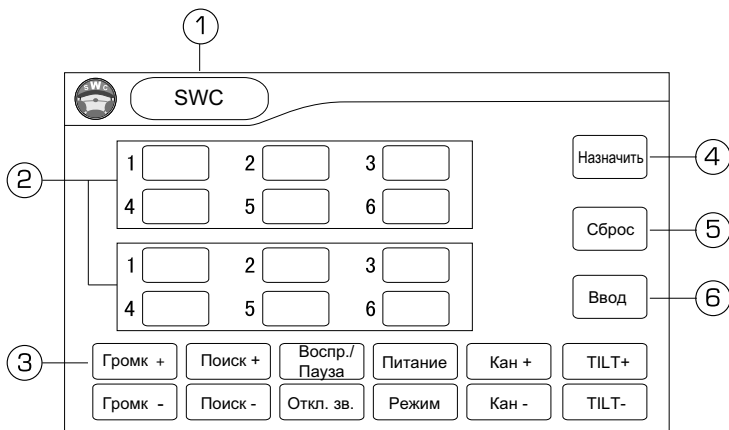 1
SWC
SWC
1 2 3
4 5 6
1 2 3
4 5 6
2
Назначить
4
Сброс
5
Ввод
6
3
Громк + Поиск + Воспр./
Пауза Питание Кан + TILT+
Громк - Поиск - Откл. зв. Режим Кан - TILT-